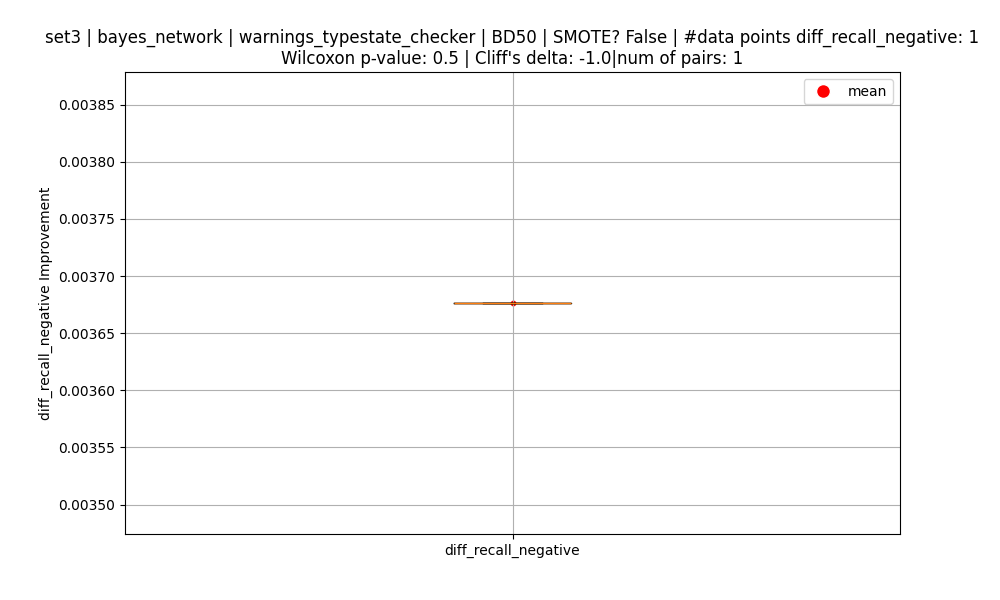 set3 | bayes_network | warnings_typestate_checker | BD50 | SMOTE? False | #data points diff_recall_negative: 1
Wilcoxon p-value: 0.5 | Cliff's delta: -1.0|num of pairs: 1
mean
0.00385
0.00380
0.00375
0.00370
0.00365
0.00360
0.00355
0.00350
diff_recall_negative Improvement
diff_recall_negative